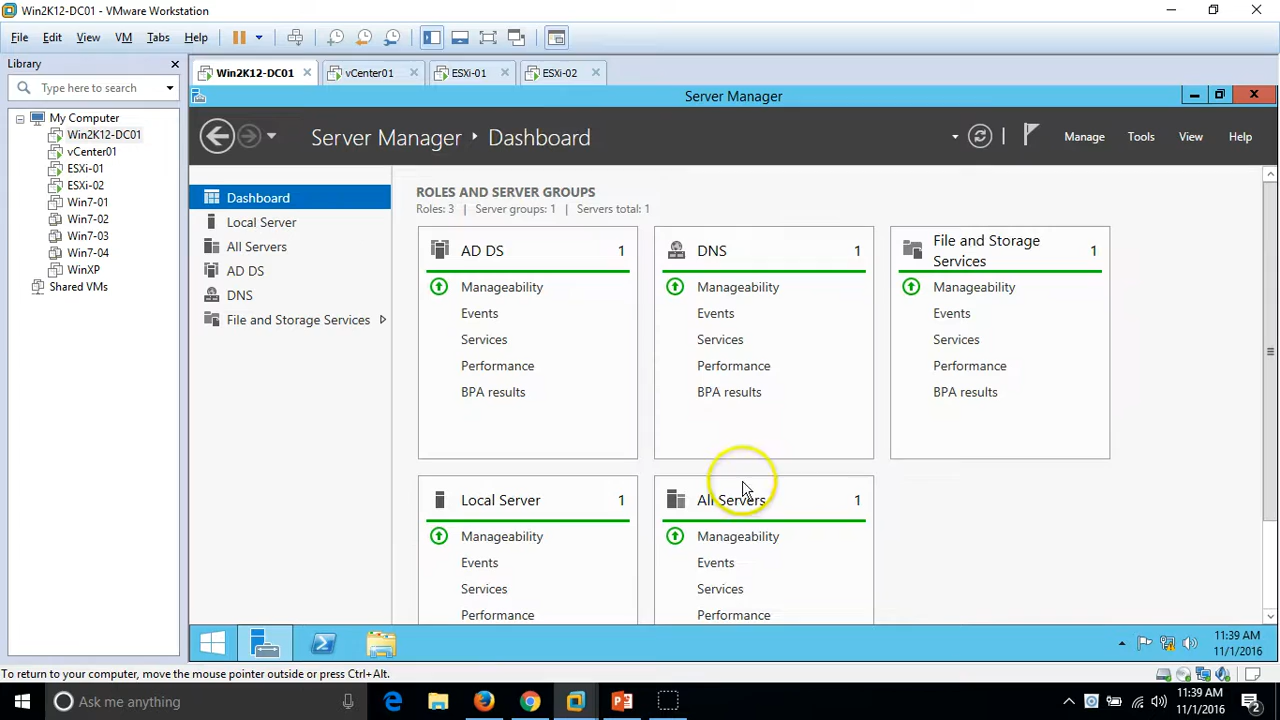 Win2K12-DC01 - VMware Workstation
File Edit View VM Tabs Help
Library
Type here to search
My Computer
Win2K12-DC01
vCenter01
ESXi-01
ESXi-02
Win7-01
Win7-02
Win7-03
Win7-04
WinXP
Shared VMs
Win2K12-DC01 vCenter01 ESXi-01 ESXi-02
Server Manager
Server Manager Dashboard
Manage Tools View Help
Dashboard
Local Server
All Servers
AD DS
DNS
File and Storage Services
ROLES AND SERVER GROUPS
Roles: 3 | Server groups: 1 | Servers total: 1
AD DS 1
Manageability
Events
Services
Performance
BPA results
DNS 1
Manageability
Events
Services
Performance
BPA results
File and Storage
Services 1
Manageability
Events
Services
Performance
BPA results
Local Server 1
Manageability
Events
Services
Performance
All Servers 1
Manageability
Events
Services
Performance
11:39 AM
11/1/2016
To return to your computer, move the mouse pointer outside or press Ctrl+Alt.
Ask me anything
11:39 AM
11/1/2016
2